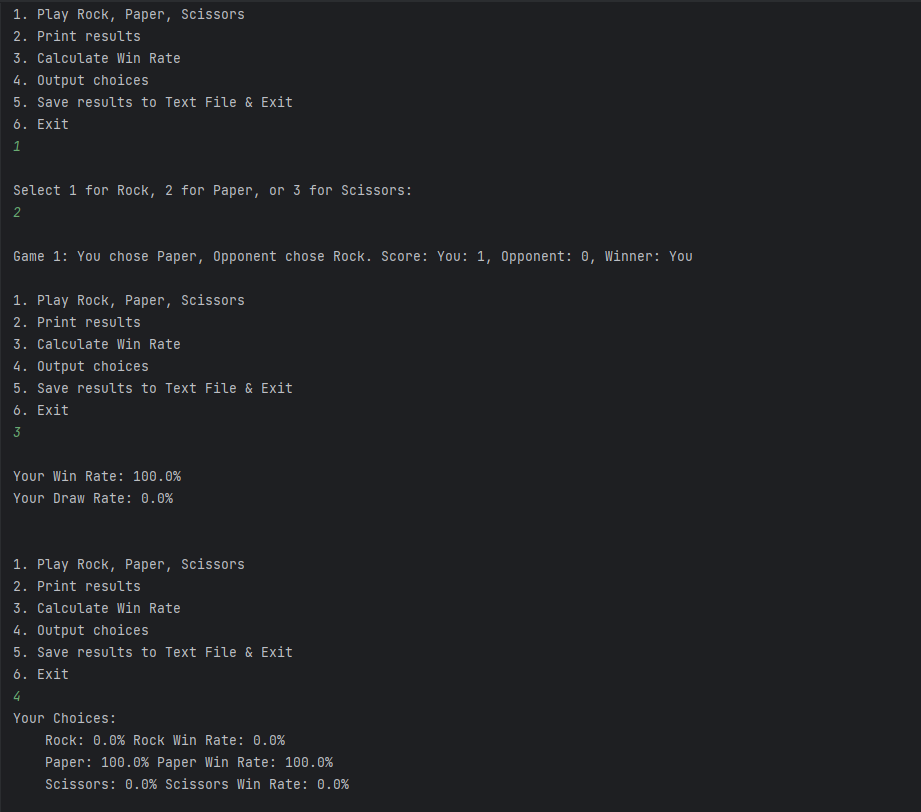 1. Play Rock, Paper, Scissors
2. Print results
3. Calculate Win Rate
4. Output choices
5. Save results to Text File & Exit
6. Exit
1
Select 1 for Rock, 2 for Paper, or 3 for Scissors:
2
Game 1: You chose Paper, Opponent chose Rock. Score: You: 1, Opponent: 0, Winner: You
1. Play Rock, Paper, Scissors
2. Print results
3. Calculate Win Rate
4. Output choices
5. Save results to Text File & Exit
6. Exit
3
Your Win Rate: 100.0%
Your Draw Rate: 0.0%
1. Play Rock, Paper, Scissors
2. Print results
3. Calculate Win Rate
4. Output choices
5. Save results to Text File & Exit
6. Exit
4
Your Choices:
Rock: 0.0% Rock Win Rate: 0.0%
Paper: 100.0% Paper Win Rate: 100.0%
Scissors: 0.0% Scissors Win Rate: 0.0%